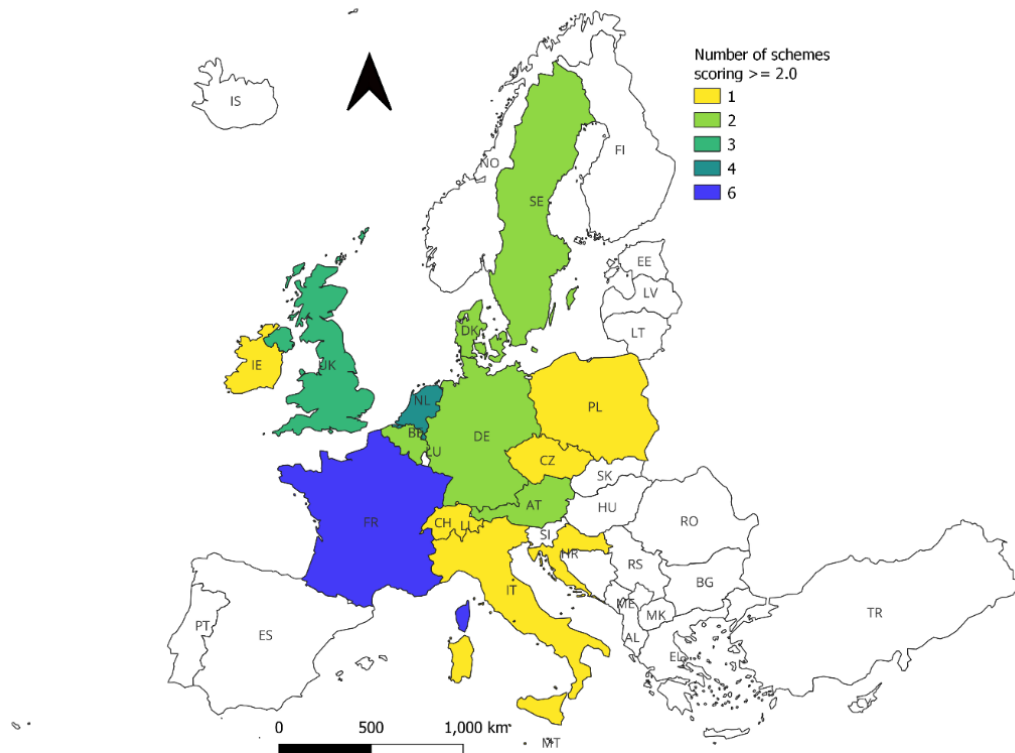 Number of schemes
scoring >= 2.0
1
2
3
4
6
IS
NO
FI
SE
EE
LV
LT
DK
IE
UK
NL
PL
BE
DE
LU
CZ
SK
AT
HU
FR
CH
LI
SI
HR
RO
RS
IT
BG
ME
MK
TR
PT
ES
AL
EL
0
500
1,000 km
MT